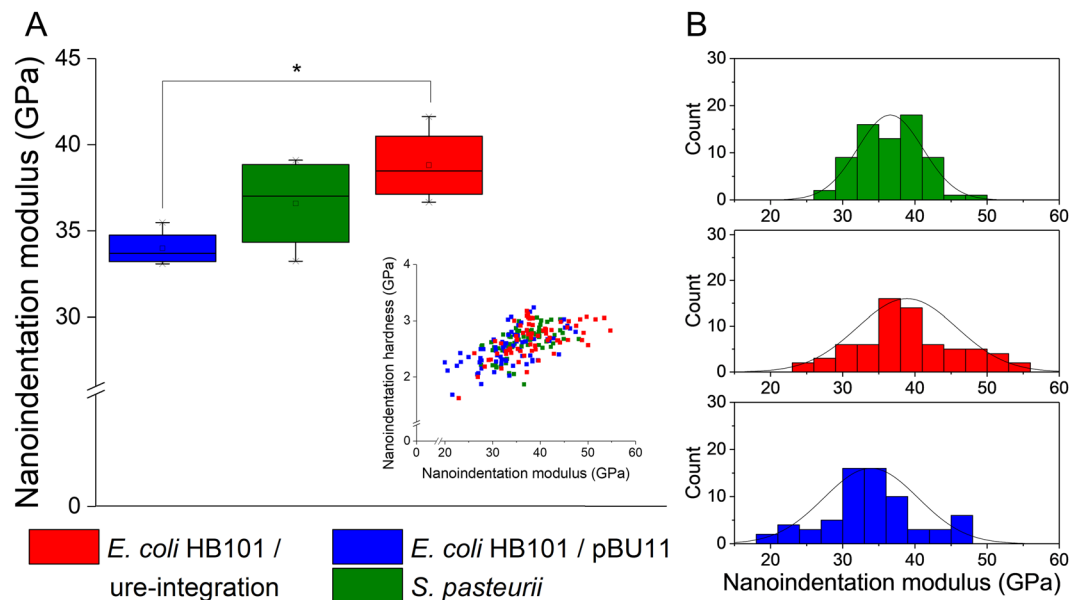 A
B
Nanoindentation modulus (GPa)
45
40
35
30
0
*
Nanoindentation hardness (GPa)
4
3
2
0
0 20 30 40 50 60
Nanoindentation modulus (GPa)
E. coli HB101 /
ure-integration
E. coli HB101 / pBU11
S. pasteurii
Count
30
20
10
0
20 30 40 50 60
Count
30
20
10
0
20 30 40 50 60
Count
30
20
10
0
20 30 40 50 60
Nanoindentation modulus (GPa)